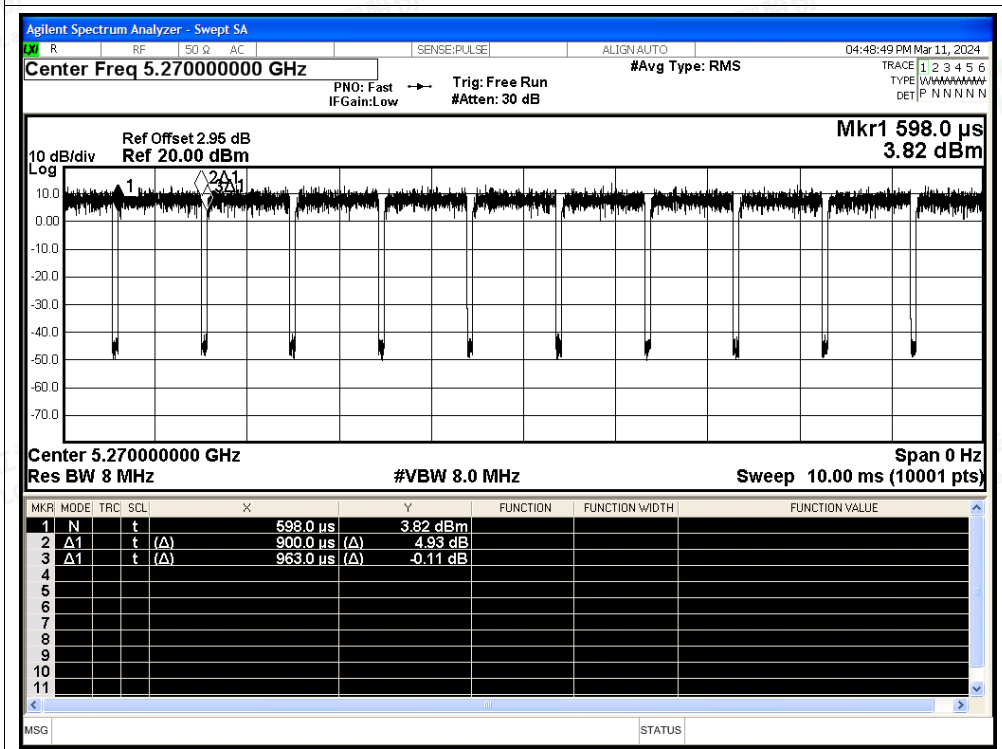 Agilent Spectrum Analyzer - Swept SA
LXI R RF 50 Ω AC SENSE:PULSE ALIGN AUTO 04:48:49 PM Mar 11, 2024
Center Freq 5.270000000 GHz #Avg Type: RMS TRACE 1 2 3 4 5 6
PNO: Fast Trig: Free Run TYPE WWWWWW
IFGain:Low #Atten: 30 dB DET P N N N N N
Mkr1 598.0 µs
Ref Offset 2.95 dB
10 dB/div Ref 20.00 dBm 3.82 dBm
Log
1 2Δ1
3Δ1
10.0
0.00
-10.0
-20.0
-30.0
-40.0
-50.0
-60.0
-70.0
Center 5.270000000 GHz Span 0 Hz
Res BW 8 MHz #VBW 8.0 MHz Sweep 10.00 ms (10001 pts)
MKR MODE TRC SCL X Y FUNCTION FUNCTION WIDTH FUNCTION VALUE
1 N t 598.0 µs 3.82 dBm
2 Δ1 t (Δ) 900.0 µs (Δ) 4.93 dB
3 Δ1 t (Δ) 963.0 µs (Δ) -0.11 dB
4
5
6
7
8
9
10
11
MSG STATUS